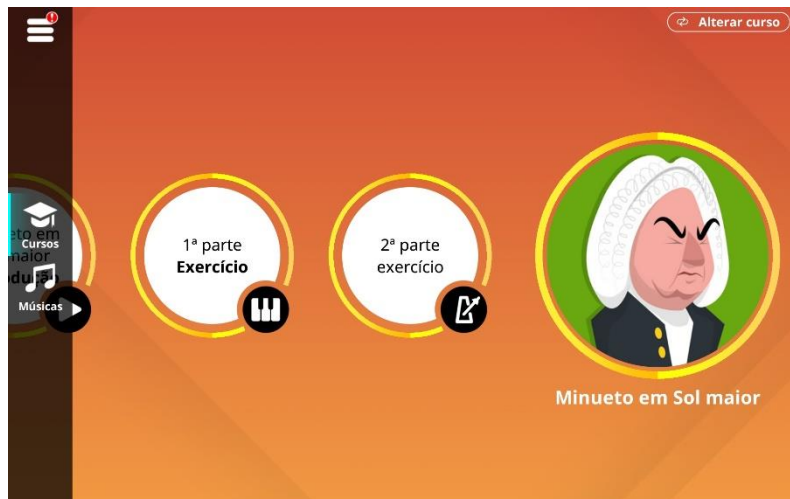 Alterar curso
Cursos
Músicas
1ª parte
Exercício
2ª parte
exercício
Minueto em Sol maior